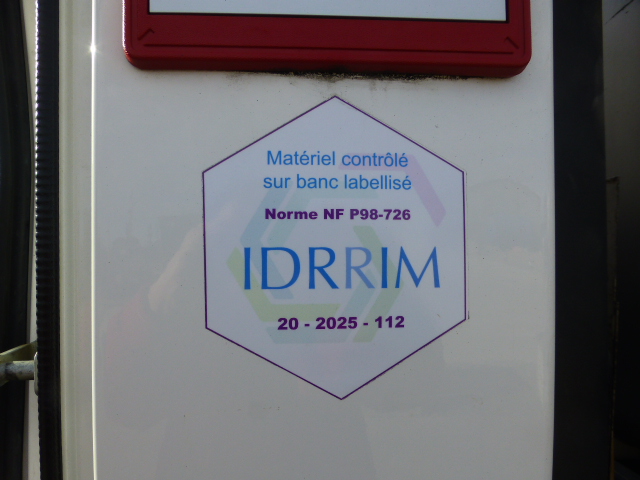 Matériel contrôlé
sur banc labellisé
Norme NF P98-726
IDRRIM
20 - 2025 - 112